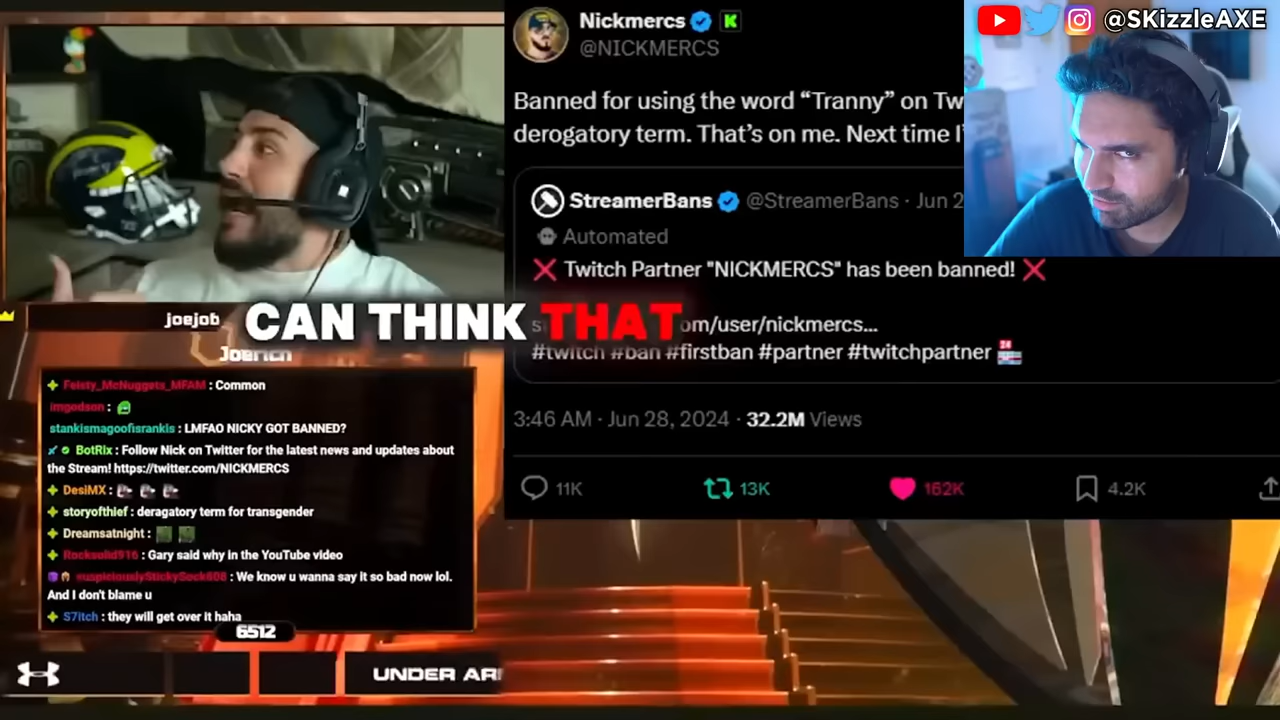 @SKizzleAXE
Nickmercs
@NICKMERCS
Banned for using the word “Tranny” on Tw
derogatory term. That’s on me. Next time I’
StreamerBans @StreamerBans · Jun 2
Automated
❌ Twitch Partner "NICKMERCS" has been banned! ❌
om/user/nickmercs...
#twitch #ban #firstban #partner #twitchpartner
3:46 AM · Jun 28, 2024 · 32.2M Views
11K 13K 162K 4.2K
CAN THINK THAT
joejob
Joerich
Feisty_McNuggets_MFAM : Common
imgodson :
stankismagoofisrankis : LMFAO NICKY GOT BANNED?
BotRix : Follow Nick on Twitter for the latest news and updates about
the Stream! https://twitter.com/NICKMERCS
DesiMX :
storyofthief : deragatory term for transgender
Dreamsatnight :
Rocksolid916 : Gary said why in the YouTube video
suspiciouslyStickySock808 : We know u wanna say it so bad now lol.
And I don't blame u
S7itch : they will get over it haha
6512
UNDER AR